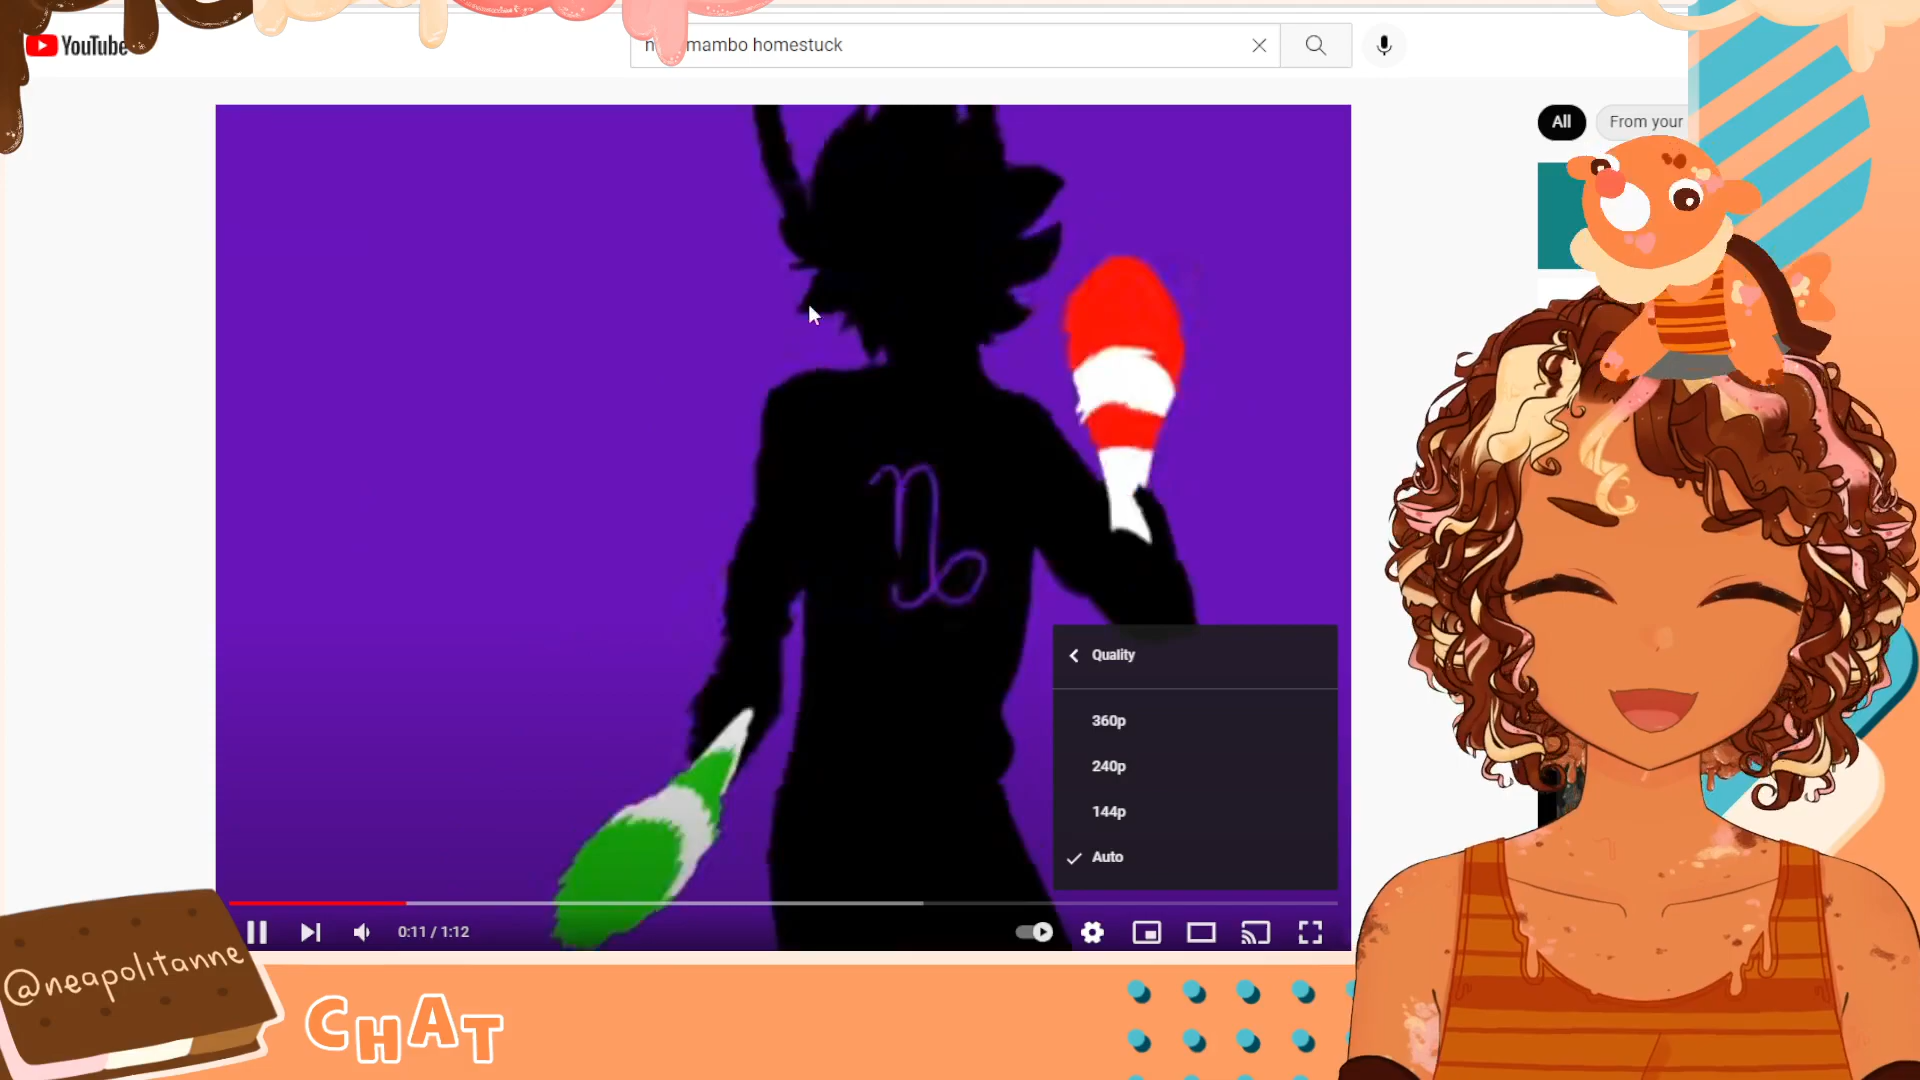 YouTube
mambo homestuck
All
From your
Quality
360p
240p
144p
Auto
0:11 / 1:12
@neapolitanne
CHAT